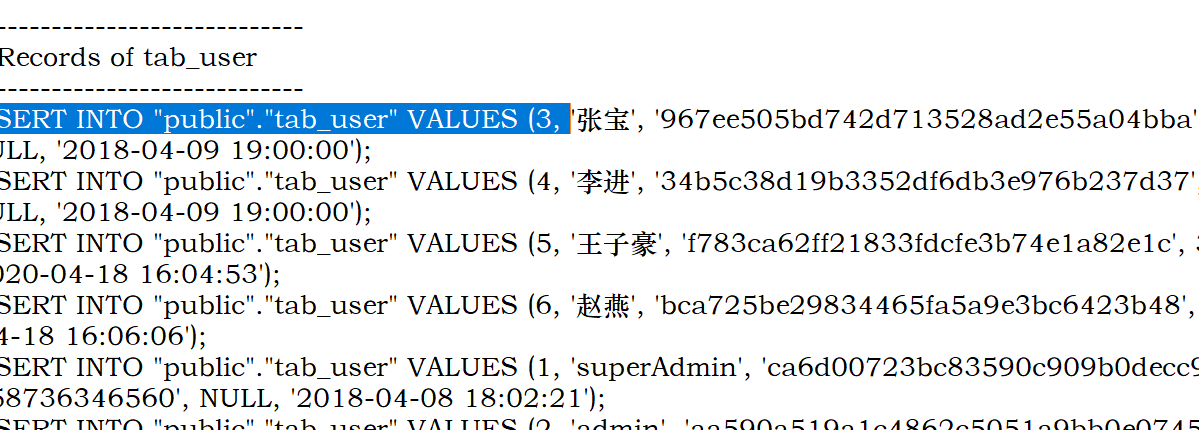 ----------------------------
Records of tab_user
----------------------------
SERT INTO "public"."tab_user" VALUES (3, '张宝', '967ee505bd742d713528ad2e55a04bba'
ULL, '2018-04-09 19:00:00');
SERT INTO "public"."tab_user" VALUES (4, '李进', '34b5c38d19b3352df6db3e976b237d37',
ULL, '2018-04-09 19:00:00');
SERT INTO "public"."tab_user" VALUES (5, '王子豪', 'f783ca62ff21833fdcfe3b74e1a82e1c', 3
020-04-18 16:04:53');
SERT INTO "public"."tab_user" VALUES (6, '赵燕', 'bca725be29834465fa5a9e3bc6423b48',
4-18 16:06:06');
SERT INTO "public"."tab_user" VALUES (1, 'superAdmin', 'ca6d00723bc83590c909b0decc9
58736346560', NULL, '2018-04-08 18:02:21');
SERT INTO "public"."tab_user" VALUES (2, 'admin', 'aa590a519a1c4862c5051a9bb0e0745